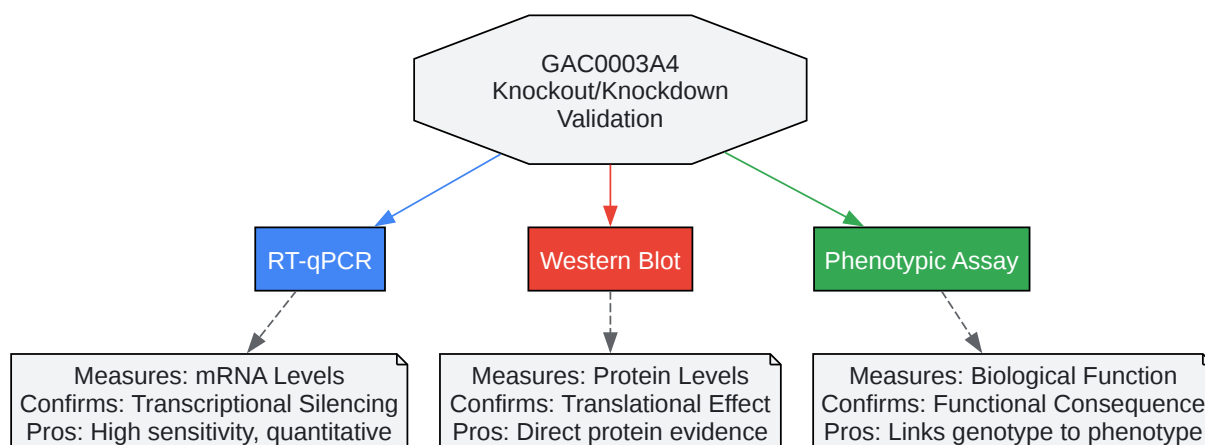 GAC0003A4
Knockout/Knockdown
Validation
RT-qPCR
Western Blot
Phenotypic Assay
Measures: mRNA Levels
Confirms: Transcriptional Silencing
Pros: High sensitivity, quantitative
Measures: Protein Levels
Confirms: Translational Effect
Pros: Direct protein evidence
Measures: Biological Function
Confirms: Functional Consequence
Pros: Links genotype to phenotype